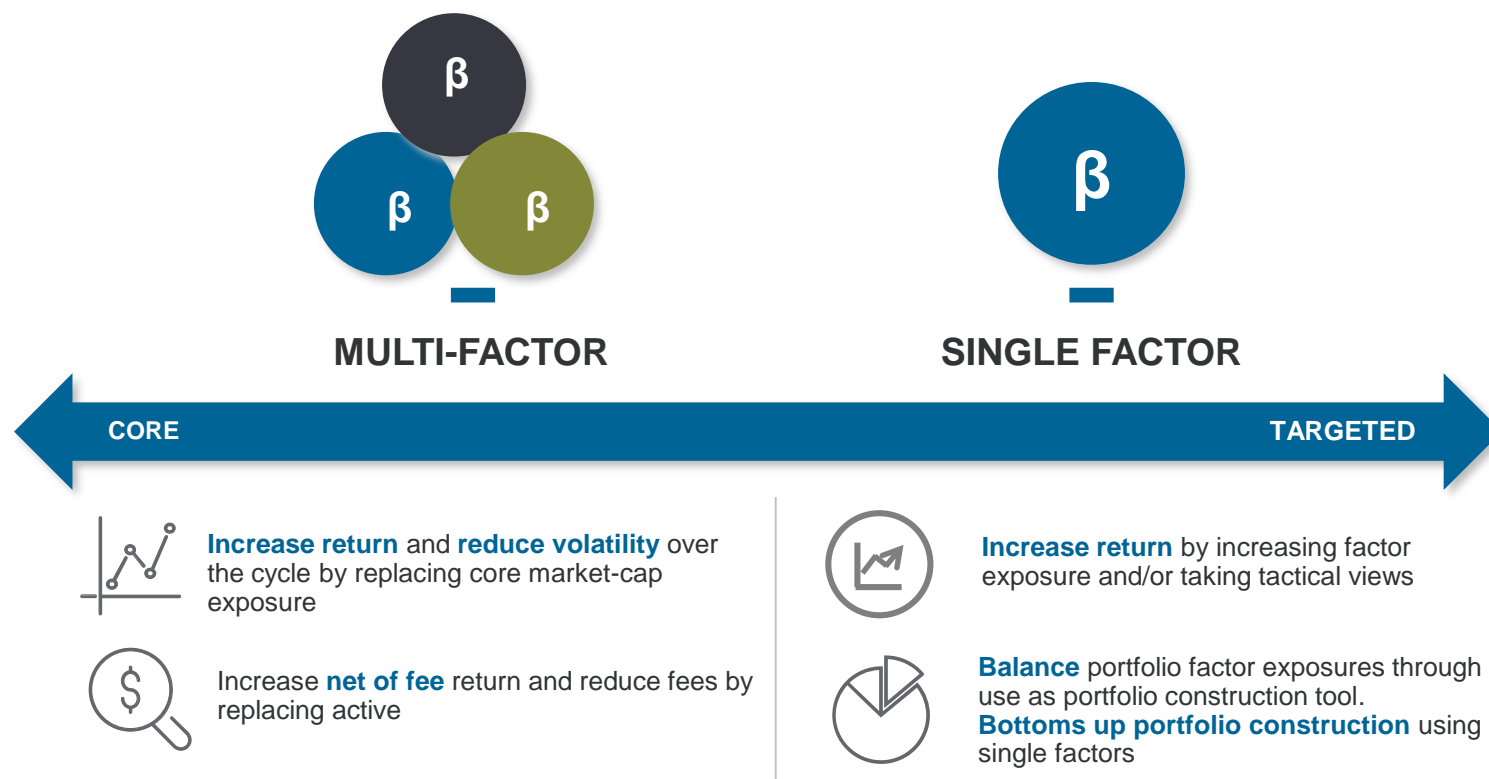 β
β
β
β
MULTI-FACTOR
SINGLE FACTOR
CORE
TARGETED
Increase return and reduce volatility over
the cycle by replacing core market-cap
exposure
$
Increase net of fee return and reduce fees by
replacing active
Increase return by increasing factor
exposure and/or taking tactical views
Balance portfolio factor exposures through
use as portfolio construction tool.
Bottoms up portfolio construction using
single factors